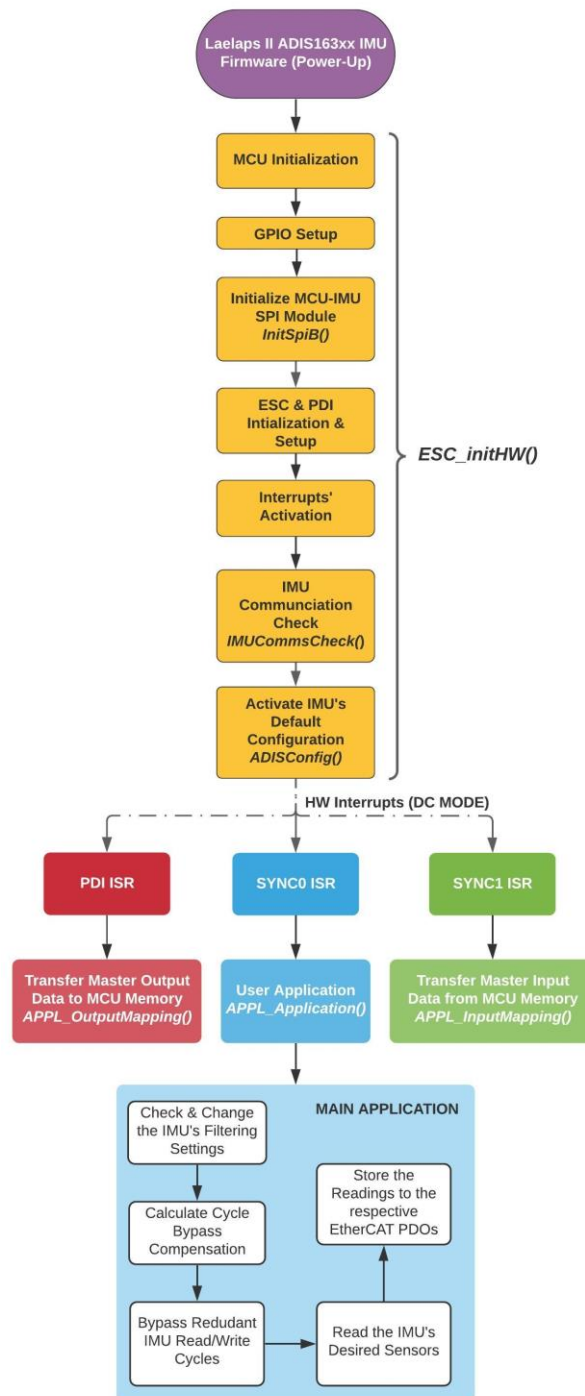 Laelaps II ADIS163xx IMU
Firmware (Power-Up)
MCU Initialization
GPIO Setup
Initialize MCU-IMU
SPI Module
InitSpiB()
ESC & PDI
Intialization &
Setup
ESC_initHW()
Interrupts'
Activation
IMU
Communciation
Check
IMUCommsCheck()
Activate IMU's
Default
Configuration
ADISConfig()
HW Interrupts (DC MODE)
PDI ISR
SYNC0 ISR
SYNC1 ISR
Transfer Master Output
Data to MCU Memory
APPL_OutputMapping()
User Application
APPL_Application()
Transfer Master Input
Data from MCU Memory
APPL_InputMapping()
MAIN APPLICATION
Check & Change
the IMU's Filtering
Settings
Calculate Cycle
Bypass
Compensation
Bypass Redudant
IMU Read/Write
Cycles
Read the IMU's
Desired Sensors
Store the
Readings to the
respective
EtherCAT PDOs